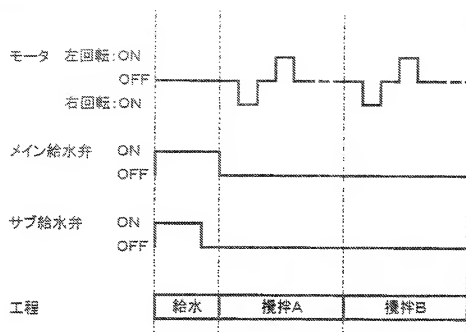 モータ 左回転:ON
OFF
右回転:ON
メイン給水弁 ON
OFF
サブ給水弁 ON
OFF
工程 給水 攪拌A 攪拌B